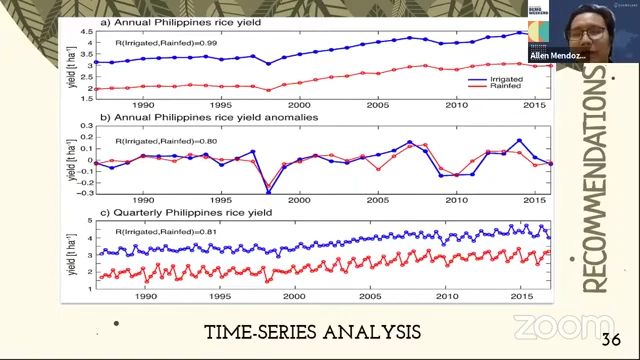 a) Annual Philippines rice yield
4.5
4
3.5
3
2.5
2
1.5
yield [t ha⁻¹]
R(Irrigated,Rainfed)=0.99
Irrigated
Rainfed
1990 1995 2000 2005 2010 2015
b) Annual Philippines rice yield anomalies
0.3
0.2
0.1
0
−0.1
−0.2
−0.3
yield [t ha⁻¹]
R(Irrigated,Rainfed)=0.80
1990 1995 2000 2005 2010 2015
c) Quarterly Philippines rice yield
5
4
3
2
1
yield [t ha⁻¹]
R(Irrigated,Rainfed)=0.81
1990 1995 2000 2005 2010 2015
TIME-SERIES ANALYSIS
RECOMMENDATIONS
Allen Mendoz...
zoom
36